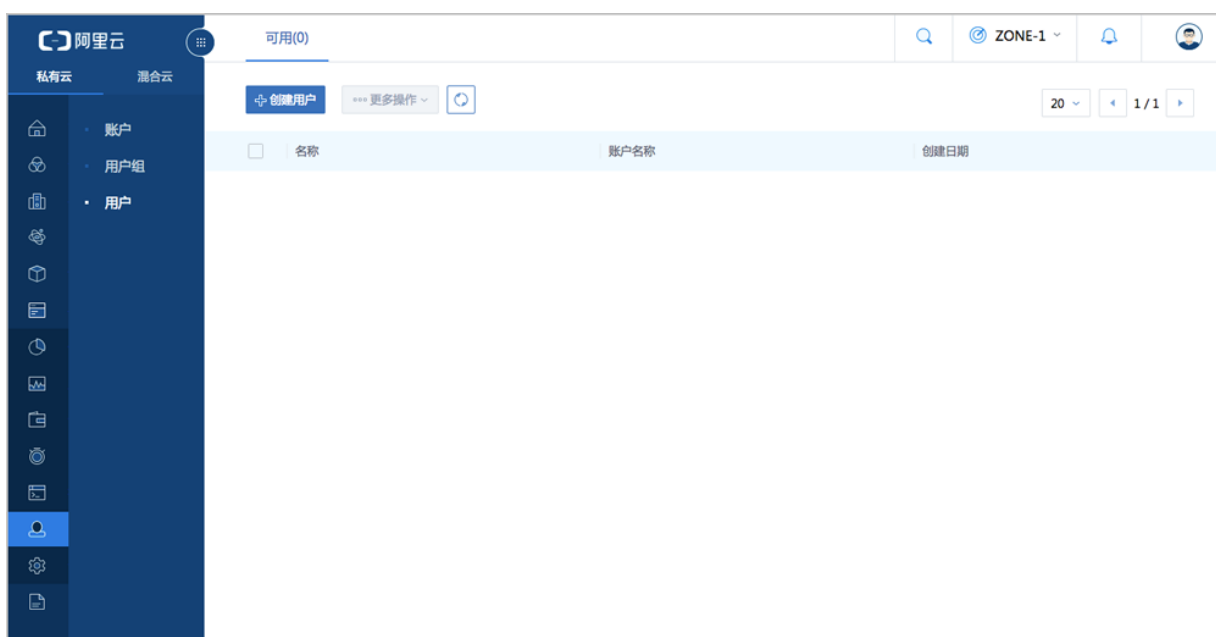 阿里云
可用(0)
ZONE-1
私有云 混合云
创建用户 更多操作
20 1 / 1
账户
用户组
用户
名称 账户名称 创建日期